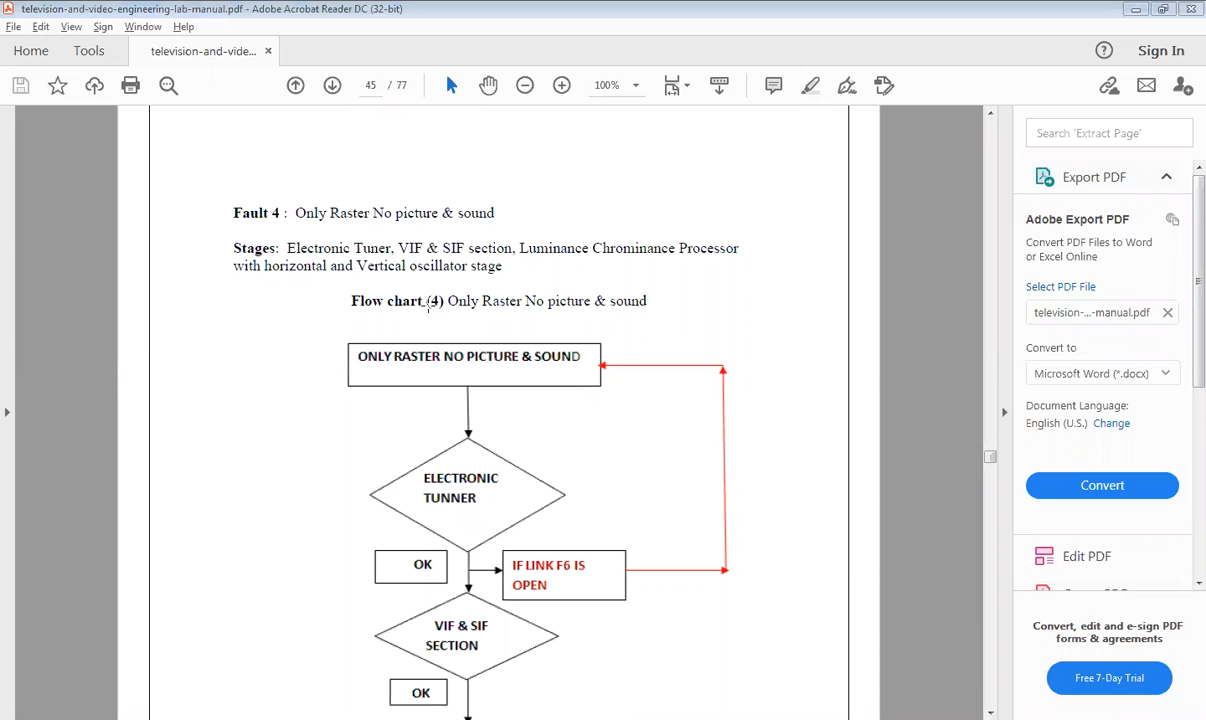 television-and-video-engineering-lab-manual.pdf - Adobe Acrobat Reader DC (32-bit)
File Edit View Sign Window Help
Home Tools television-and-vide... × Sign In
45 / 77 100%
Search 'Extract Page'
Export PDF
Adobe Export PDF
Convert PDF Files to Word
or Excel Online
Select PDF File
television-...-manual.pdf
Convert to
Microsoft Word (*.docx)
Document Language:
English (U.S.) Change
Convert
Edit PDF
Convert, edit and e-sign PDF
forms & agreements
Free 7-Day Trial
Fault 4 : Only Raster No picture & sound
Stages: Electronic Tuner, VIF & SIF section, Luminance Chrominance Processor
with horizontal and Vertical oscillator stage
Flow chart (4) Only Raster No picture & sound
ONLY RASTER NO PICTURE & SOUND
ELECTRONIC
TUNNER
OK
IF LINK F6 IS
OPEN
VIF & SIF
SECTION
OK